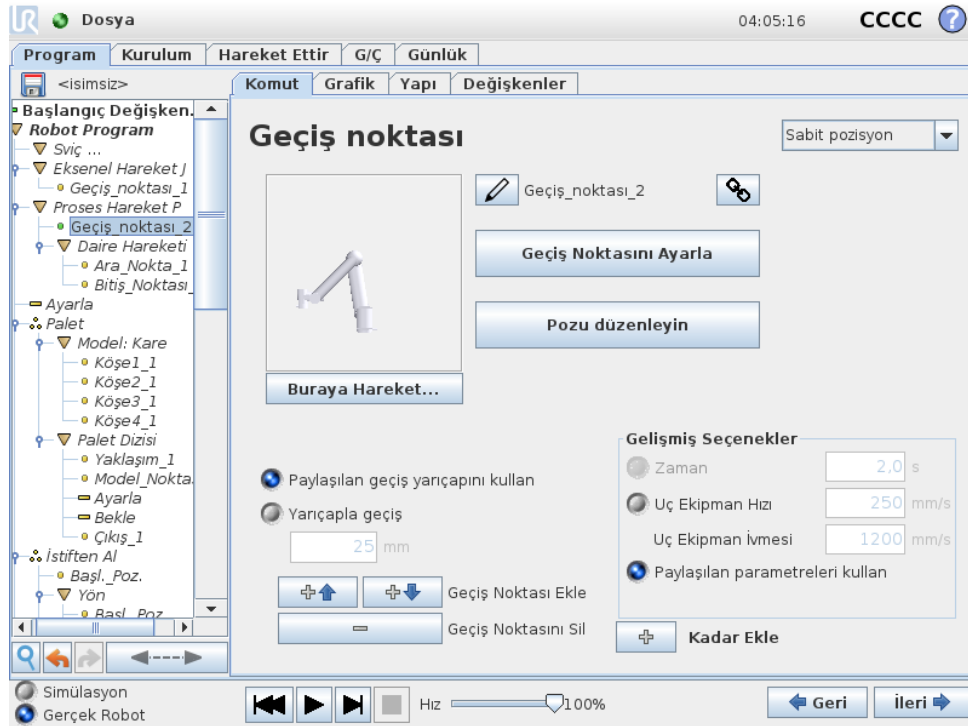 UR Dosya 04:05:16 CCCC ?
Program Kurulum Hareket Ettir G/Ç Günlük
<isimsiz>
Komut Grafik Yapı Değişkenler
Başlangıç Değişken.
Robot Program
Sviç ...
Eksenel Hareket J
Geçiş_noktası_1
Proses Hareket P
Geçiş_noktası_2
Daire Hareketi
Ara_Nokta_1
Bitiş_Noktası_
Ayarla
Palet
Model: Kare
Köşe1_1
Köşe2_1
Köşe3_1
Köşe4_1
Palet Dizisi
Yaklaşım_1
Model_Nokta
Ayarla
Bekle
Çıkış_1
İstiften Al
Başl._Poz.
Yön
Başl. Poz
Geçiş noktası
Sabit pozisyon
Geçiş_noktası_2
Geçiş Noktasını Ayarla
Pozu düzenleyin
Buraya Hareket...
Paylaşılan geçiş yarıçapını kullan
Yarıçapla geçiş
25 mm
Geçiş Noktası Ekle
Geçiş Noktasını Sil
Gelişmiş Seçenekler
Zaman 2,0 s
Uç Ekipman Hızı 250 mm/s
Uç Ekipman İvmesi 1200 mm/s
Paylaşılan parametreleri kullan
Kadar Ekle
Simülasyon
Gerçek Robot
Hız 100%
Geri İleri